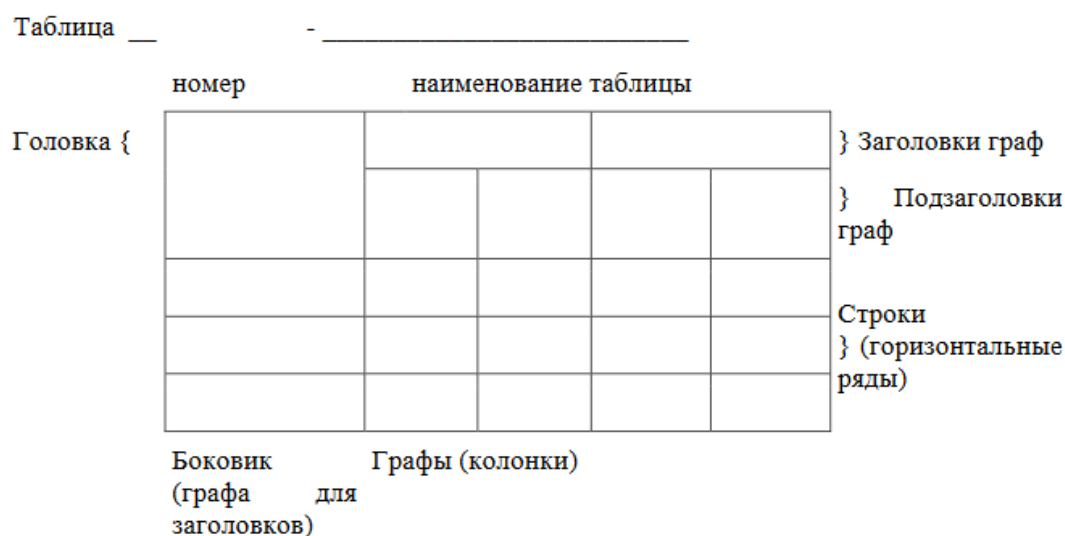 Таблица __ - __________________________
номер наименование таблицы
Головка { } Заголовки граф
} Подзаголовки
граф
Строки
} (горизонтальные
ряды)
Боковик Графы (колонки)
(графа для
заголовков)